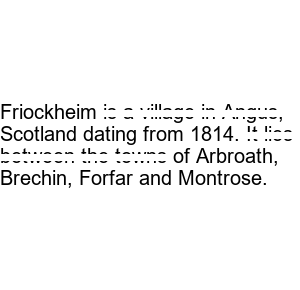 Friockheim is a village in Angus,
Scotland dating from 1814. It lies
between the towns of Arbroath,
Brechin, Forfar and Montrose.